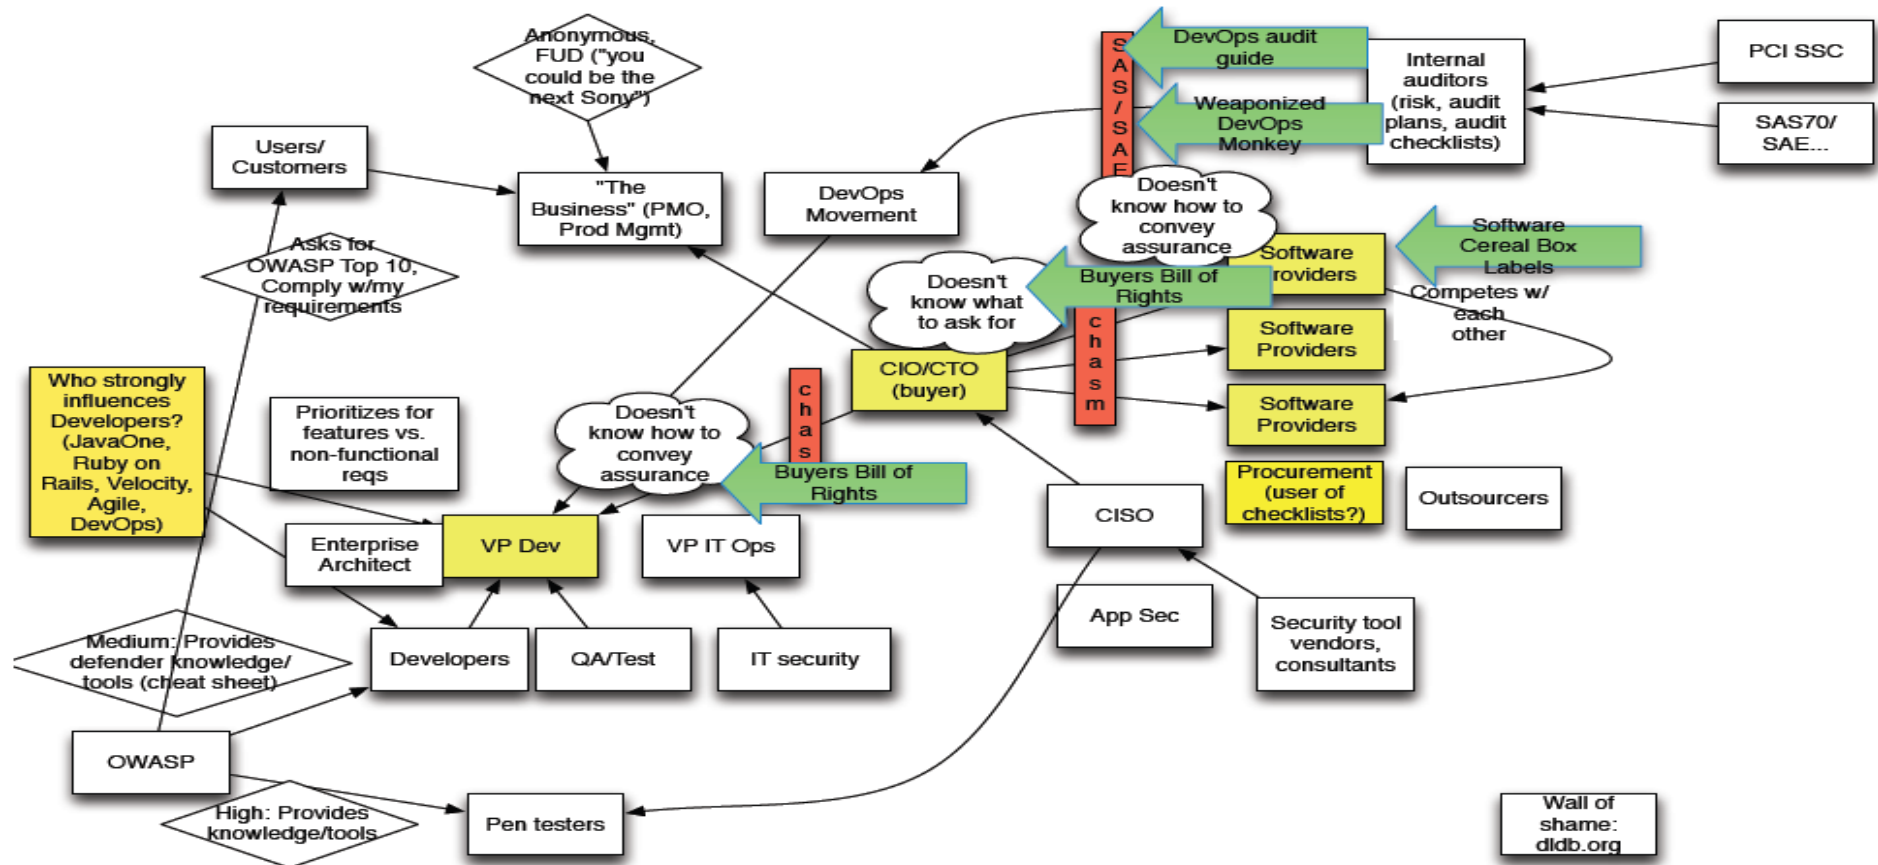 Anonymous,
FUD ("you
could be the
next Sony")
S
A
S
/
S
A
E
DevOps audit
guide
Weaponized
DevOps
Monkey
Internal
auditors
(risk, audit
plans, audit
checklists)
PCI SSC
SAS70/
SAE...
Users/
Customers
"The
Business" (PMO,
Prod Mgmt)
DevOps
Movement
Doesn't
know how to
convey
assurance
Software
Cereal Box
Labels
Asks for
OWASP Top 10,
Comply w/my
requirements
Doesn't
know what
to ask for
Buyers Bill of
Rights
Software
Providers
Competes w/
each
other
c
h
a
s
m
Software
Providers
CIO/CTO
(buyer)
Software
Providers
Who strongly
influences
Developers?
(JavaOne,
Ruby on
Rails, Velocity,
Agile,
DevOps)
Prioritizes for
features vs.
non-functional
reqs
Doesn't
know how to
convey
assurance
c
h
a
s
Buyers Bill of
Rights
Procurement
(user of
checklists?)
Outsourcers
CISO
Enterprise
Architect
VP Dev
VP IT Ops
App Sec
Security tool
vendors,
consultants
Medium: Provides
defender knowledge/
tools (cheat sheet)
Developers
QA/Test
IT security
OWASP
High: Provides
knowledge/tools
Pen testers
Wall of
shame:
dldb.org